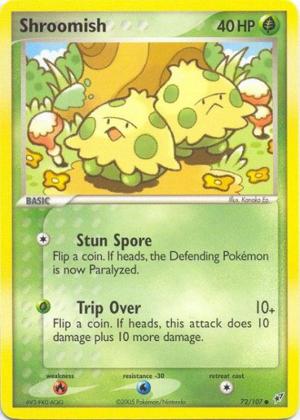 Shroomish 40 HP
BASIC Illus. Kanako Eo
Stun Spore
Flip a coin. If heads, the Defending Pokémon
is now Paralyzed.
Trip Over 10+
Flip a coin. If heads, this attack does 10
damage plus 10 more damage.
weakness resistance -30 retreat cost
©2005 Pokémon/Nintendo 72/107